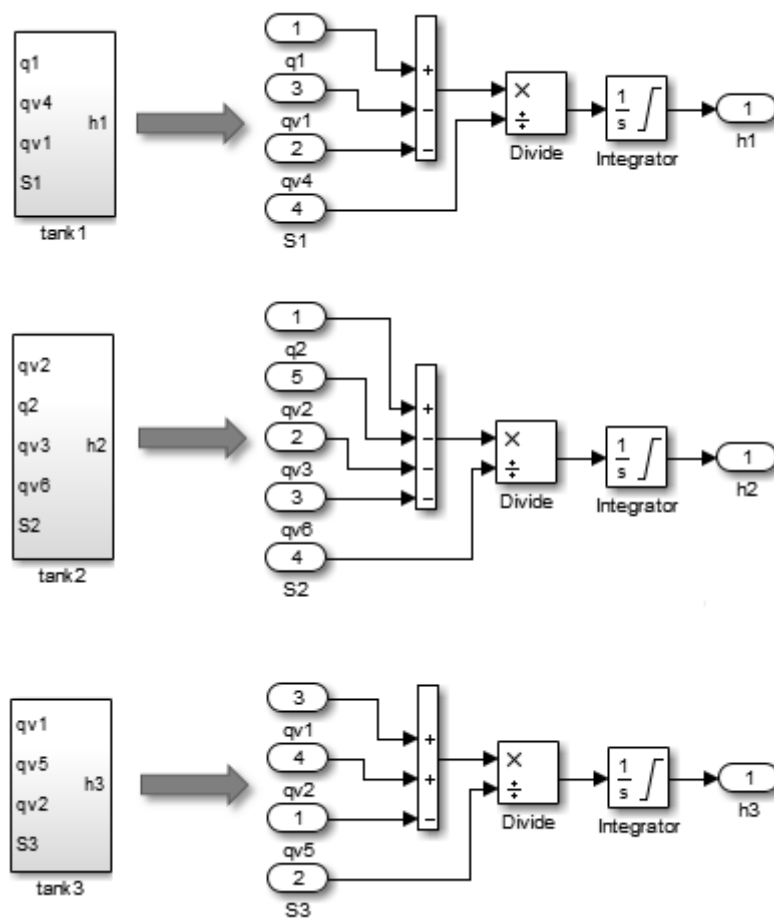 q1
qv4
qv1
h1
S1
tank1
1
q1
3
qv1
2
qv4
4
S1
+
−
−
×
÷
Divide
1
s
Integrator
1
h1
qv2
q2
qv3
h2
qv6
S2
tank2
1
q2
5
qv2
2
qv3
3
qv6
4
S2
+
−
−
−
×
÷
Divide
1
s
Integrator
1
h2
qv1
qv5
h3
qv2
S3
tank3
3
qv1
4
qv2
1
qv5
2
S3
+
+
−
×
÷
Divide
1
s
Integrator
1
h3